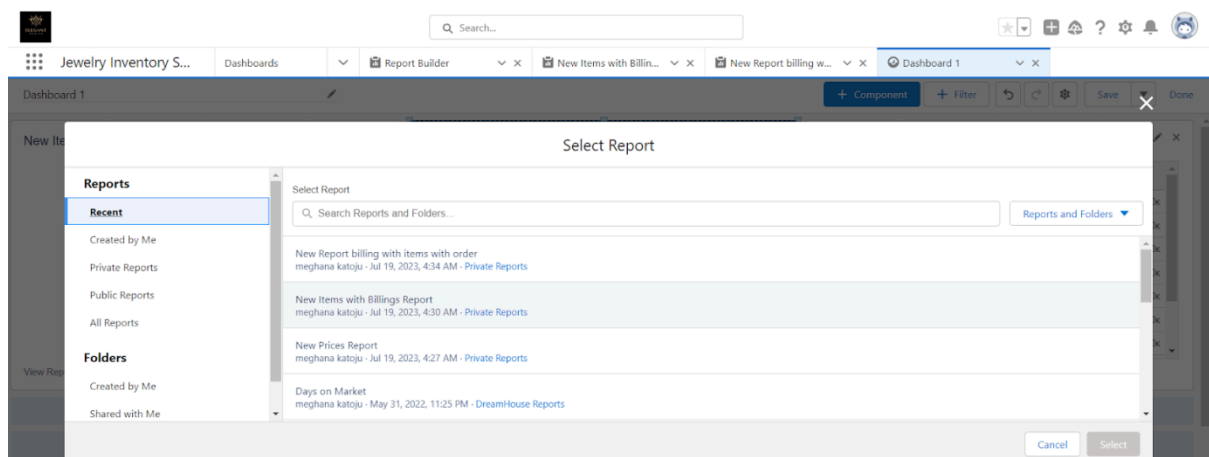 Search...
Jewelry Inventory S...
Dashboards
Report Builder
New Items with Billin...
New Report billing w...
Dashboard 1
Dashboard 1
+ Component
+ Filter
Save
Done
New Ite
Select Report
Reports
Recent
Created by Me
Private Reports
Public Reports
All Reports
Folders
Created by Me
Shared with Me
Select Report
Search Reports and Folders...
Reports and Folders
New Report billing with items with order
meghana katoju · Jul 19, 2023, 4:34 AM · Private Reports
New Items with Billings Report
meghana katoju · Jul 19, 2023, 4:30 AM · Private Reports
New Prices Report
meghana katoju · Jul 19, 2023, 4:27 AM · Private Reports
Days on Market
meghana katoju · May 31, 2022, 11:25 PM · DreamHouse Reports
View Rep
Cancel
Select